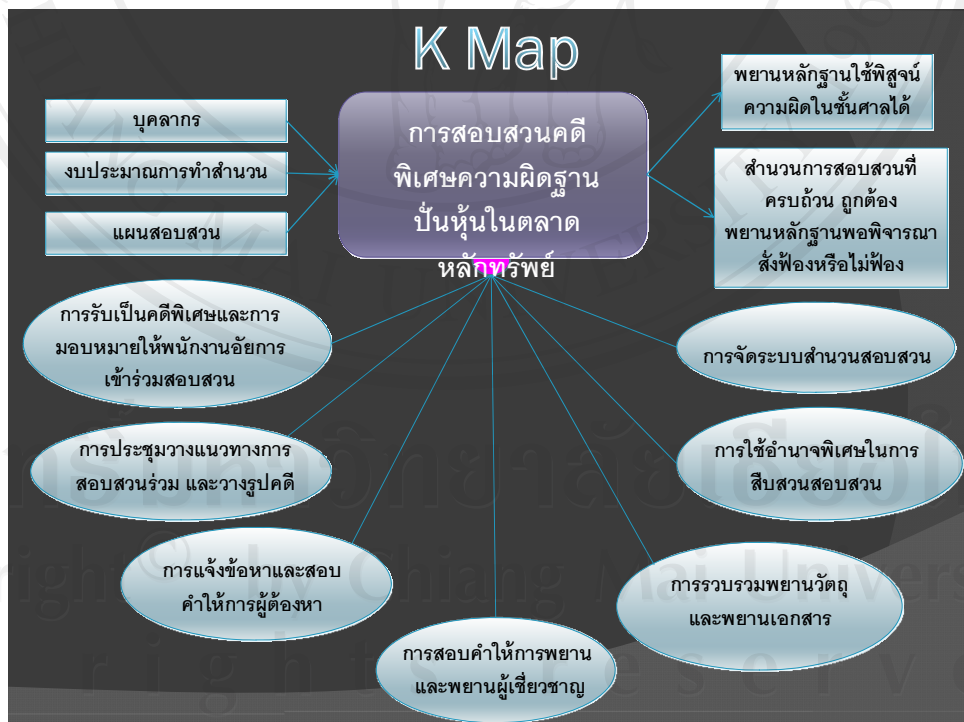 K Map
บุคลากร
งบประมาณการทำสำนวน
แผนสอบสวน
การสอบสวนคดี
พิเศษความผิดฐาน
ปั่นหุ้นในตลาด
หลักทรัพย์
พยานหลักฐานใช้พิสูจน์
ความผิดในชั้นศาลได้
สำนวนการสอบสวนที่
ครบถ้วน ถูกต้อง
พยานหลักฐานพอพิจารณา
สั่งฟ้องหรือไม่ฟ้อง
การรับเป็นคดีพิเศษและการ
มอบหมายให้พนักงานอัยการ
เข้าร่วมสอบสวน
การประชุมวางแนวทางการ
สอบสวนร่วม และวางรูปคดี
การแจ้งข้อหาและสอบ
คำให้การผู้ต้องหา
การสอบคำให้การพยาน
และพยานผู้เชี่ยวชาญ
การรวบรวมพยานวัตถุ
และพยานเอกสาร
การใช้อำนาจพิเศษในการ
สืบสวนสอบสวน
การจัดระบบสำนวนสอบสวน
by Chiang Mai Univers
rights reserv